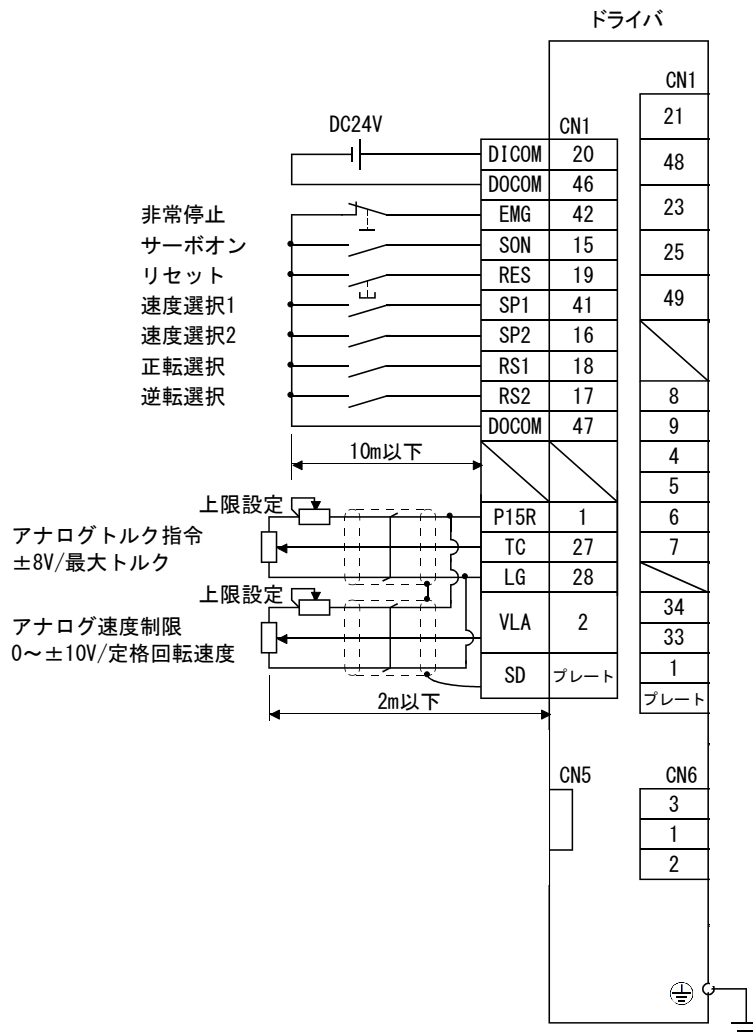 ドライバ
CN1
21
48
23
25
49
8
9
4
5
6
7
34
33
1
プレート
DC24V
CN1
DICOM 20
DOCOM 46
非常停止 EMG 42
サーボオン SON 15
リセット RES 19
速度選択1 SP1 41
速度選択2 SP2 16
正転選択 RS1 18
逆転選択 RS2 17
DOCOM 47
10m以下
上限設定
P15R 1
アナログトルク指令
±8V/最大トルク
TC 27
LG 28
上限設定
アナログ速度制限
0～±10V/定格回転速度
VLA 2
SD プレート
2m以下
CN5
CN6
3
1
2